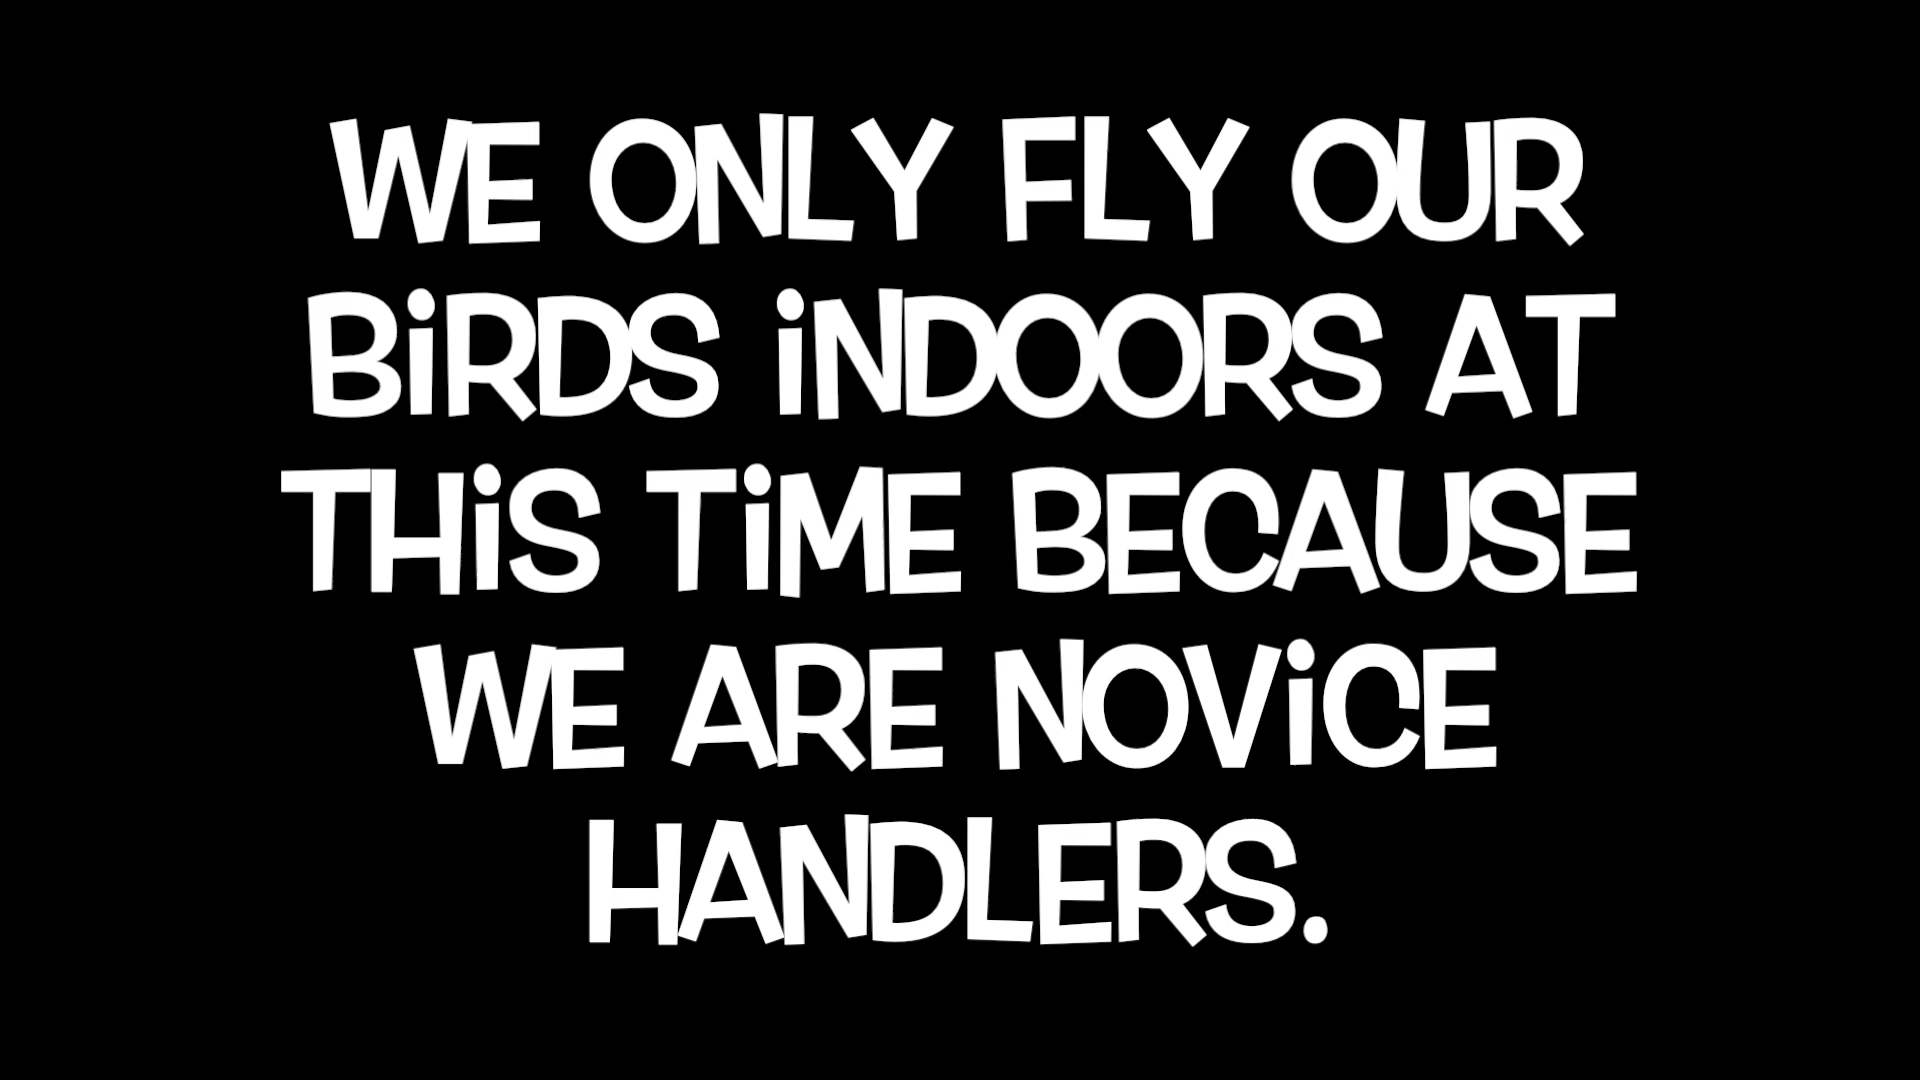 WE ONLY FLY OUR
BiRDS iNDOORS AT
THiS TiME BECAUSE
WE ARE NOViCE
HANDLERS.